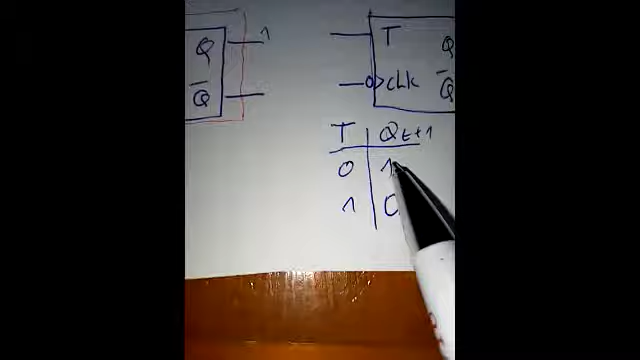 Q 1
Q̅
T Q
CLK Q̅
T Qt+1
0 1
1 0